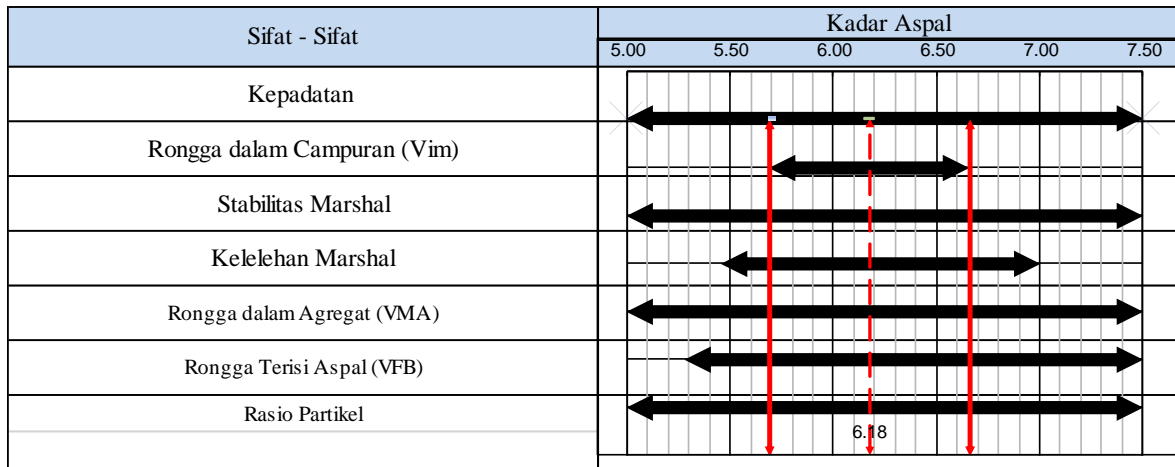 Sifat - Sifat
Kadar Aspal
5.00 5.50 6.00 6.50 7.00 7.50
Kepadatan
Rongga dalam Campuran (Vim)
Stabilitas Marshal
Kelelehan Marshal
Rongga dalam Agregat (VMA)
Rongga Terisi Aspal (VFB)
Rasio Partikel
6.18